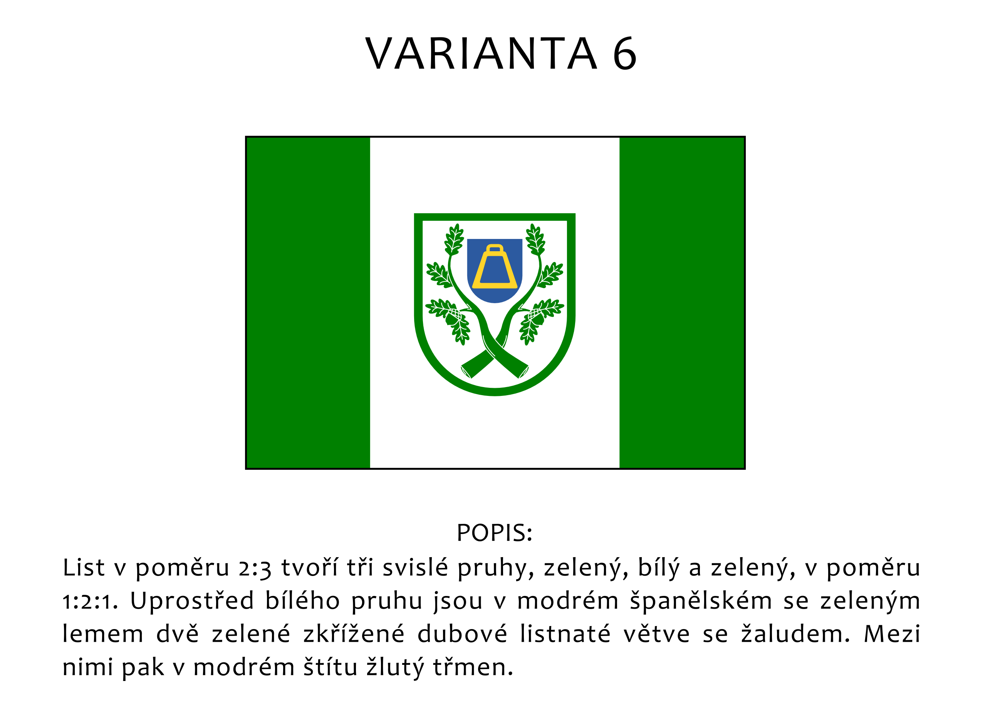 VARIANTA 6
POPIS:
List v poměru 2:3 tvoří tři svislé pruhy, zelený, bílý a zelený, v poměru
1:2:1. Uprostřed bílého pruhu jsou v modrém španělském se zeleným
lemem dvě zelené zkřížené dubové listnaté větve se žaludem. Mezi
nimi pak v modrém štítu žlutý třmen.